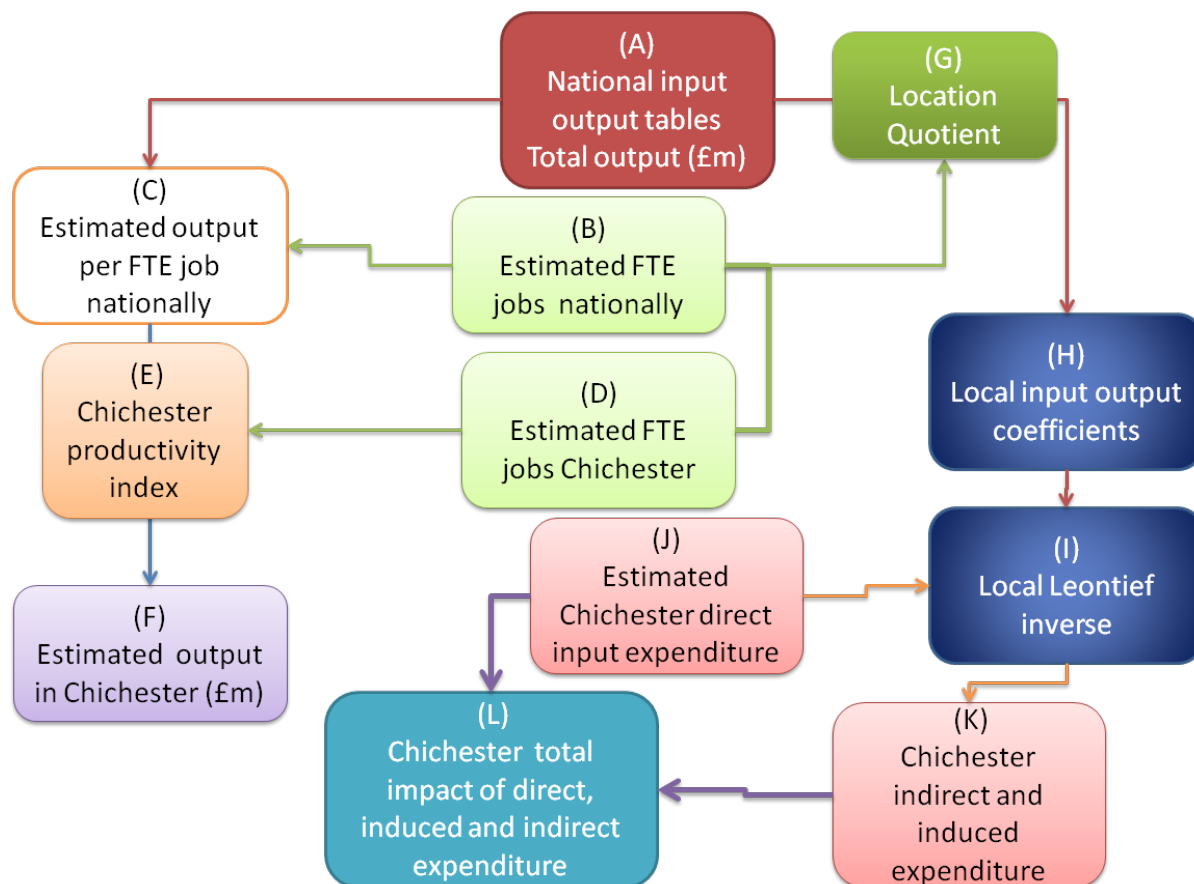 (A)
National input
output tables
Total output (£m)
(G)
Location
Quotient
(C)
Estimated output
per FTE job
nationally
(B)
Estimated FTE
jobs nationally
(E)
Chichester
productivity
index
(D)
Estimated FTE
jobs Chichester
(H)
Local input output
coefficients
(J)
Estimated
Chichester direct
input expenditure
(I)
Local Leontief
inverse
(F)
Estimated output
in Chichester (£m)
(L)
Chichester total
impact of direct,
induced and indirect
expenditure
(K)
Chichester
indirect and
induced
expenditure